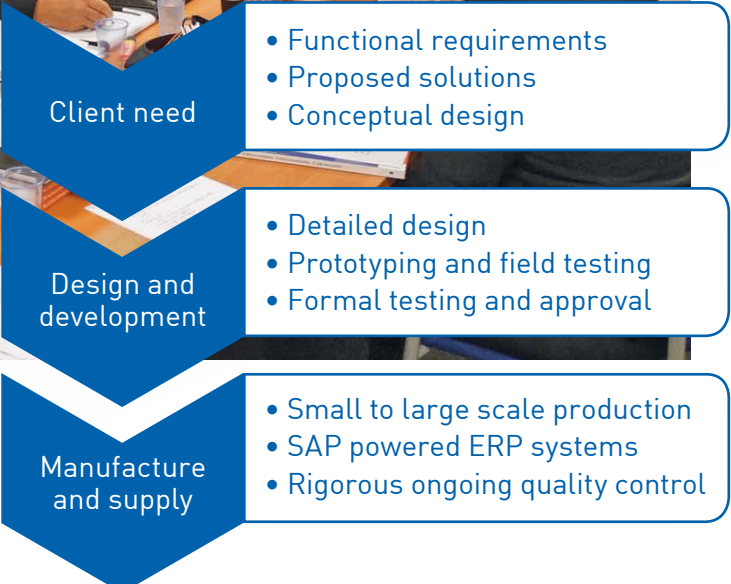 Client need
• Functional requirements
• Proposed solutions
• Conceptual design
Design and
development
• Detailed design
• Prototyping and field testing
• Formal testing and approval
Manufacture
and supply
• Small to large scale production
• SAP powered ERP systems
• Rigorous ongoing quality control